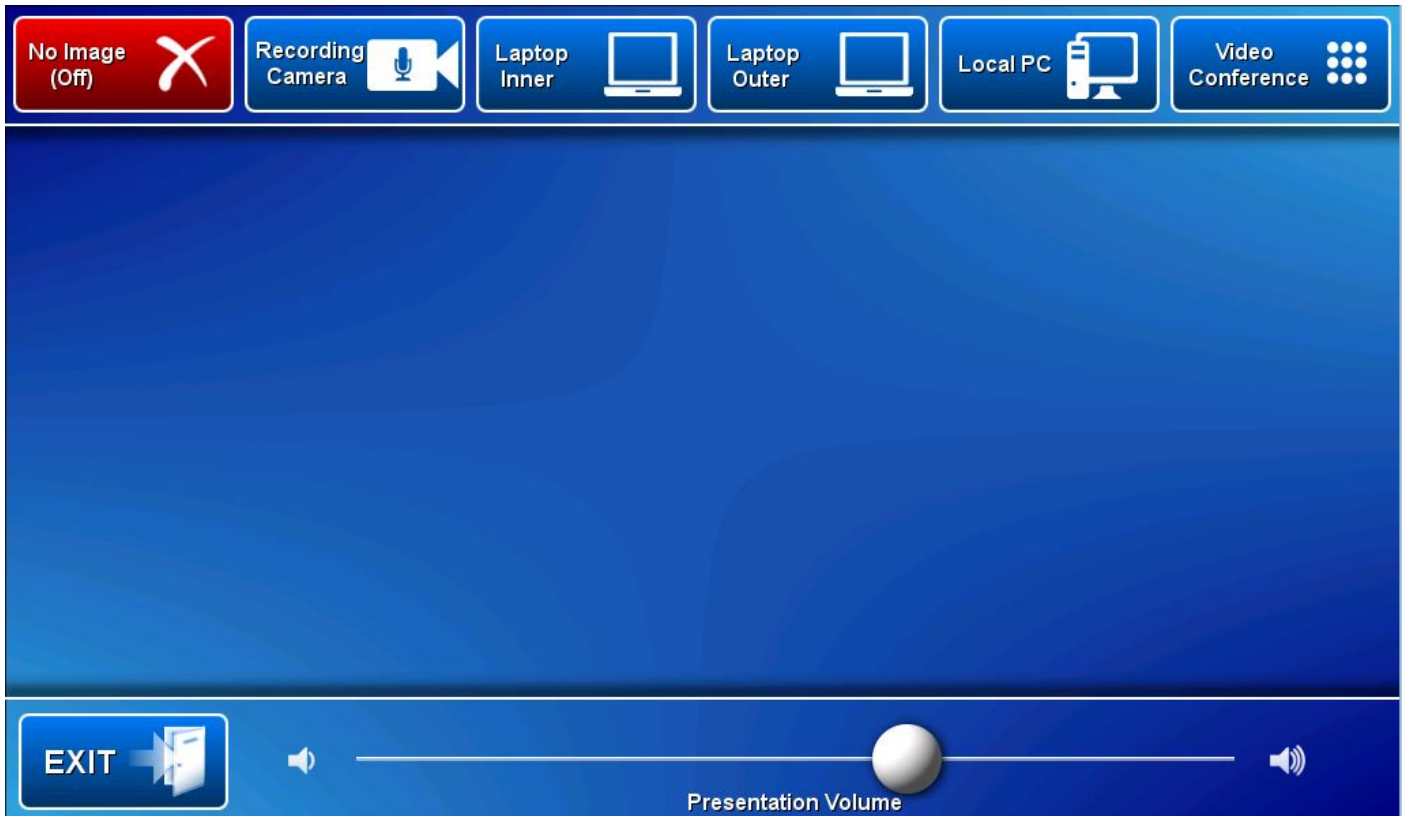 No Image
(Off)
Recording
Camera
Laptop
Inner
Laptop
Outer
Local PC
Video
Conference
EXIT
Presentation Volume